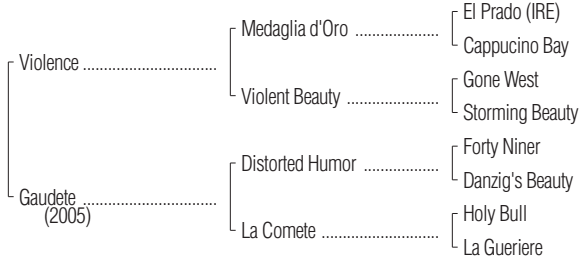 El Prado (IRE)
Medaglia d'Oro ....................
Cappucino Bay
Violence ................................
Gone West
Violent Beauty ......................
Storming Beauty
Forty Niner
Distorted Humor ..................
Danzig's Beauty
Gaudete ................................
(2005)
Holy Bull
La Comete ............................
La Gueriere